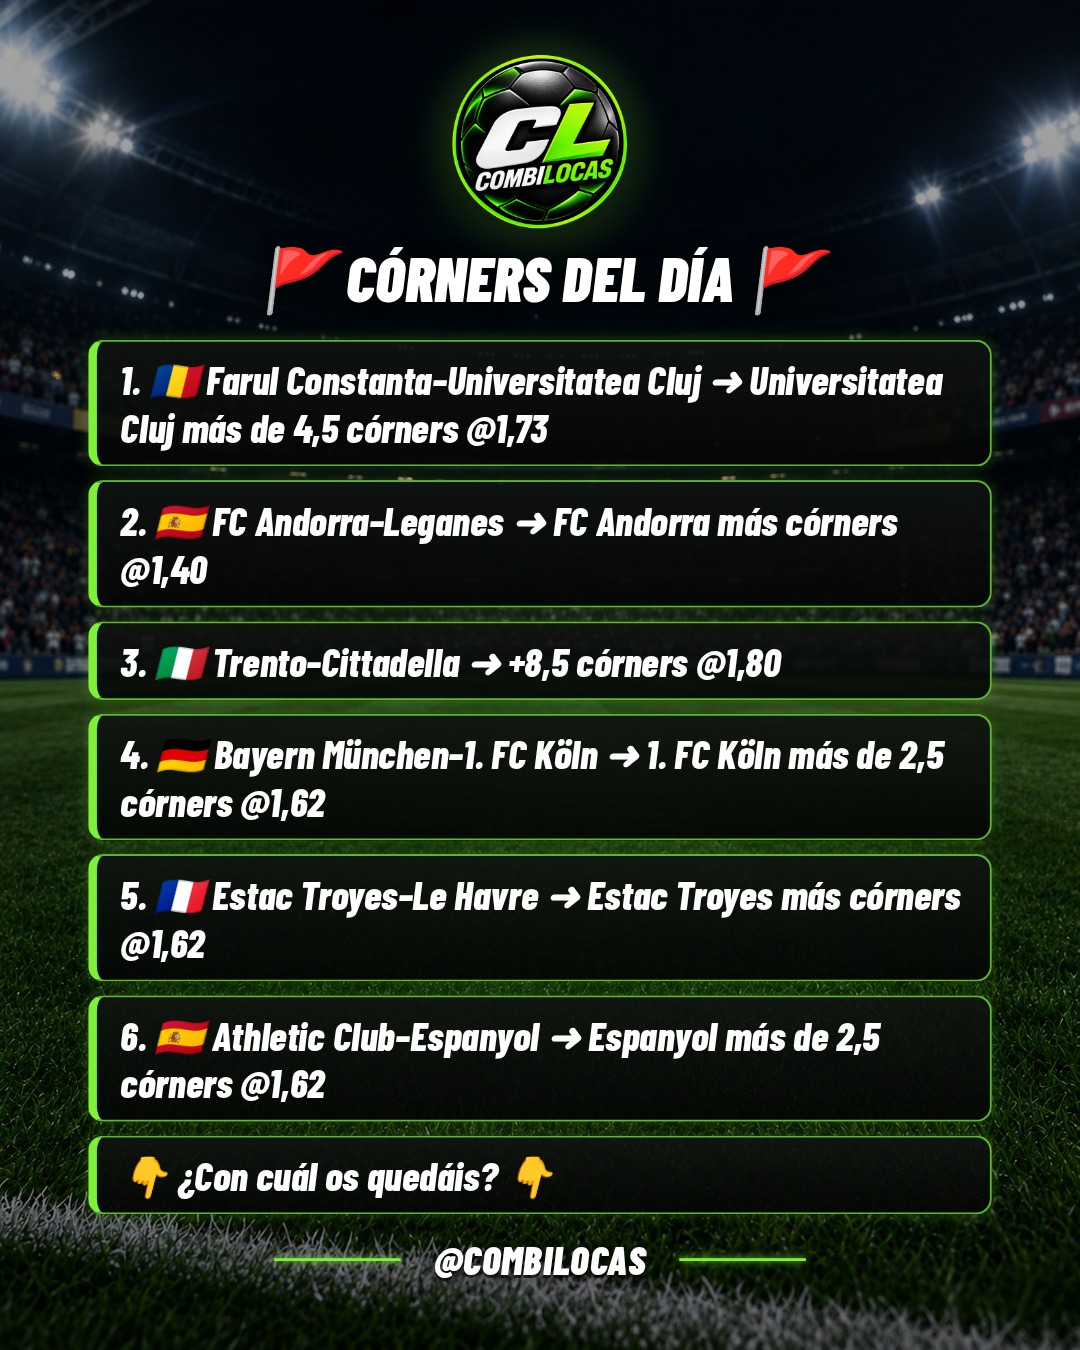 CL
COMBILOCAS
🚩 CÓRNERS DEL DÍA 🚩
1. 🇷🇴 Farul Constanta-Universitatea Cluj ➜ Universitatea
Cluj más de 4,5 córners @1,73
2. 🇪🇸 FC Andorra-Leganes ➜ FC Andorra más córners
@1,40
3. 🇮🇹 Trento-Cittadella ➜ +8,5 córners @1,80
4. 🇩🇪 Bayern München-1. FC Köln ➜ 1. FC Köln más de 2,5
córners @1,62
5. 🇫🇷 Estac Troyes-Le Havre ➜ Estac Troyes más córners
@1,62
6. 🇪🇸 Athletic Club-Espanyol ➜ Espanyol más de 2,5
córners @1,62
👇 ¿Con cuál os quedáis? 👇
@COMBILOCAS